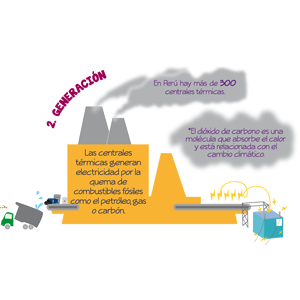 2. GENERACIÓN
En Perú hay más de 300
centrales térmicas.
*El dióxido de carbono es una
molécula que absorbe el calor
y está relacionada con el
cambio climático
Las centrales
térmicas generan
electricidad por la
quema de
combustibles fósiles
como el petróleo, gas
o carbón.